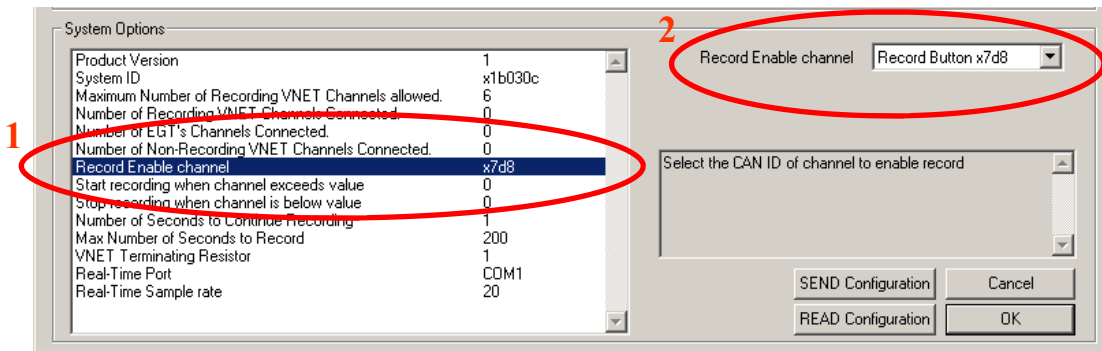 System Options
Product Version 1
System ID x1b030c
Maximum Number of Recording VNET Channels allowed. 6
Number of Recording VNET Channels Connected. 0
Number of EGT's Channels Connected. 0
Number of Non-Recording VNET Channels Connected. 0
Record Enable channel x7d8
Start recording when channel exceeds value 0
Stop recording when channel is below value 0
Number of Seconds to Continue Recording 1
Max Number of Seconds to Record 200
VNET Terminating Resistor 1
Real-Time Port COM1
Real-Time Sample rate 20
1
2
Record Enable channel Record Button x7d8
Select the CAN ID of channel to enable record
SEND Configuration Cancel
READ Configuration OK